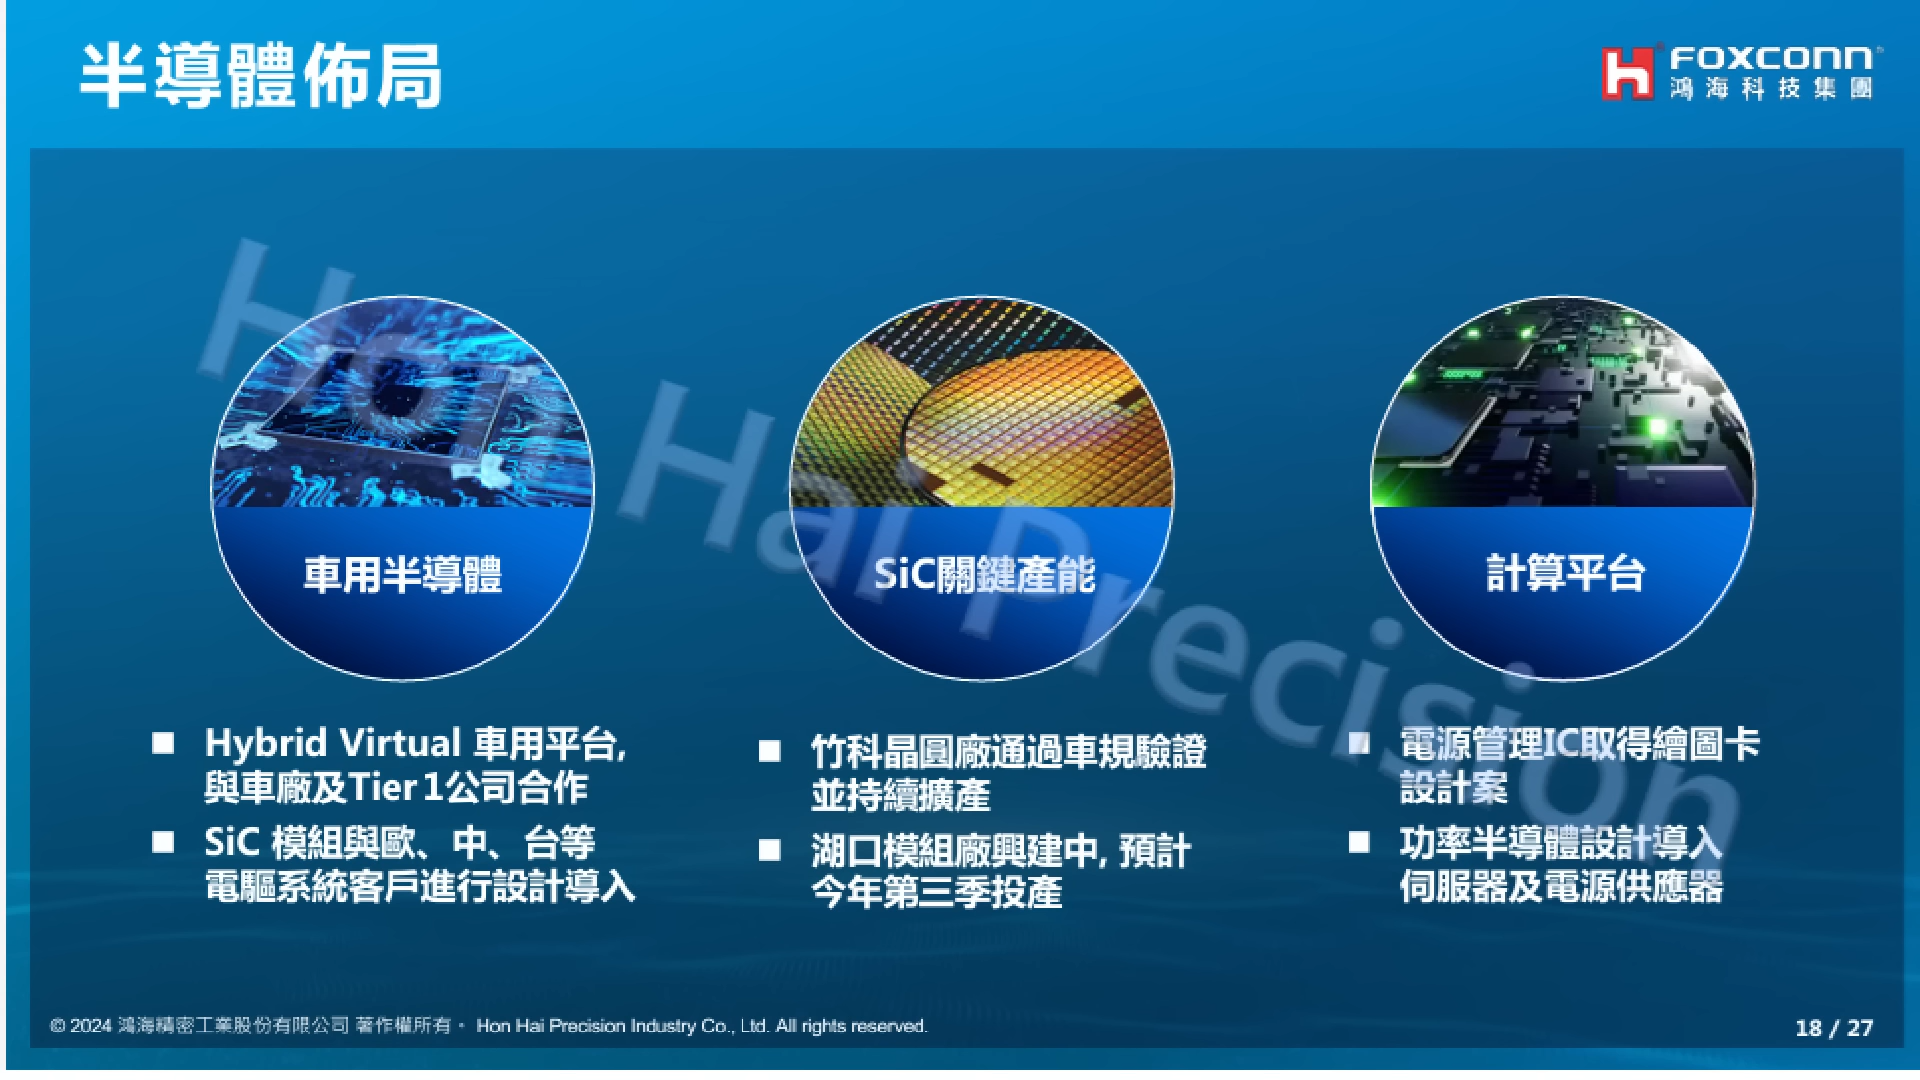 半導體佈局
FOXCONN
鴻海科技集團
車用半導體
Hybrid Virtual 車用平台,
與車廠及Tier 1公司合作
SiC 模組與歐、中、台等
電驅系統客戶進行設計導入
SiC關鍵產能
竹科晶圓廠通過車規驗證
並持續擴產
湖口模組廠興建中, 預計
今年第三季投產
計算平台
電源管理IC取得繪圖卡
設計案
功率半導體設計導入
伺服器及電源供應器
Hon Hai Precision
© 2024 鴻海精密工業股份有限公司 著作權所有。 Hon Hai Precision Industry Co., Ltd. All rights reserved.
18 / 27